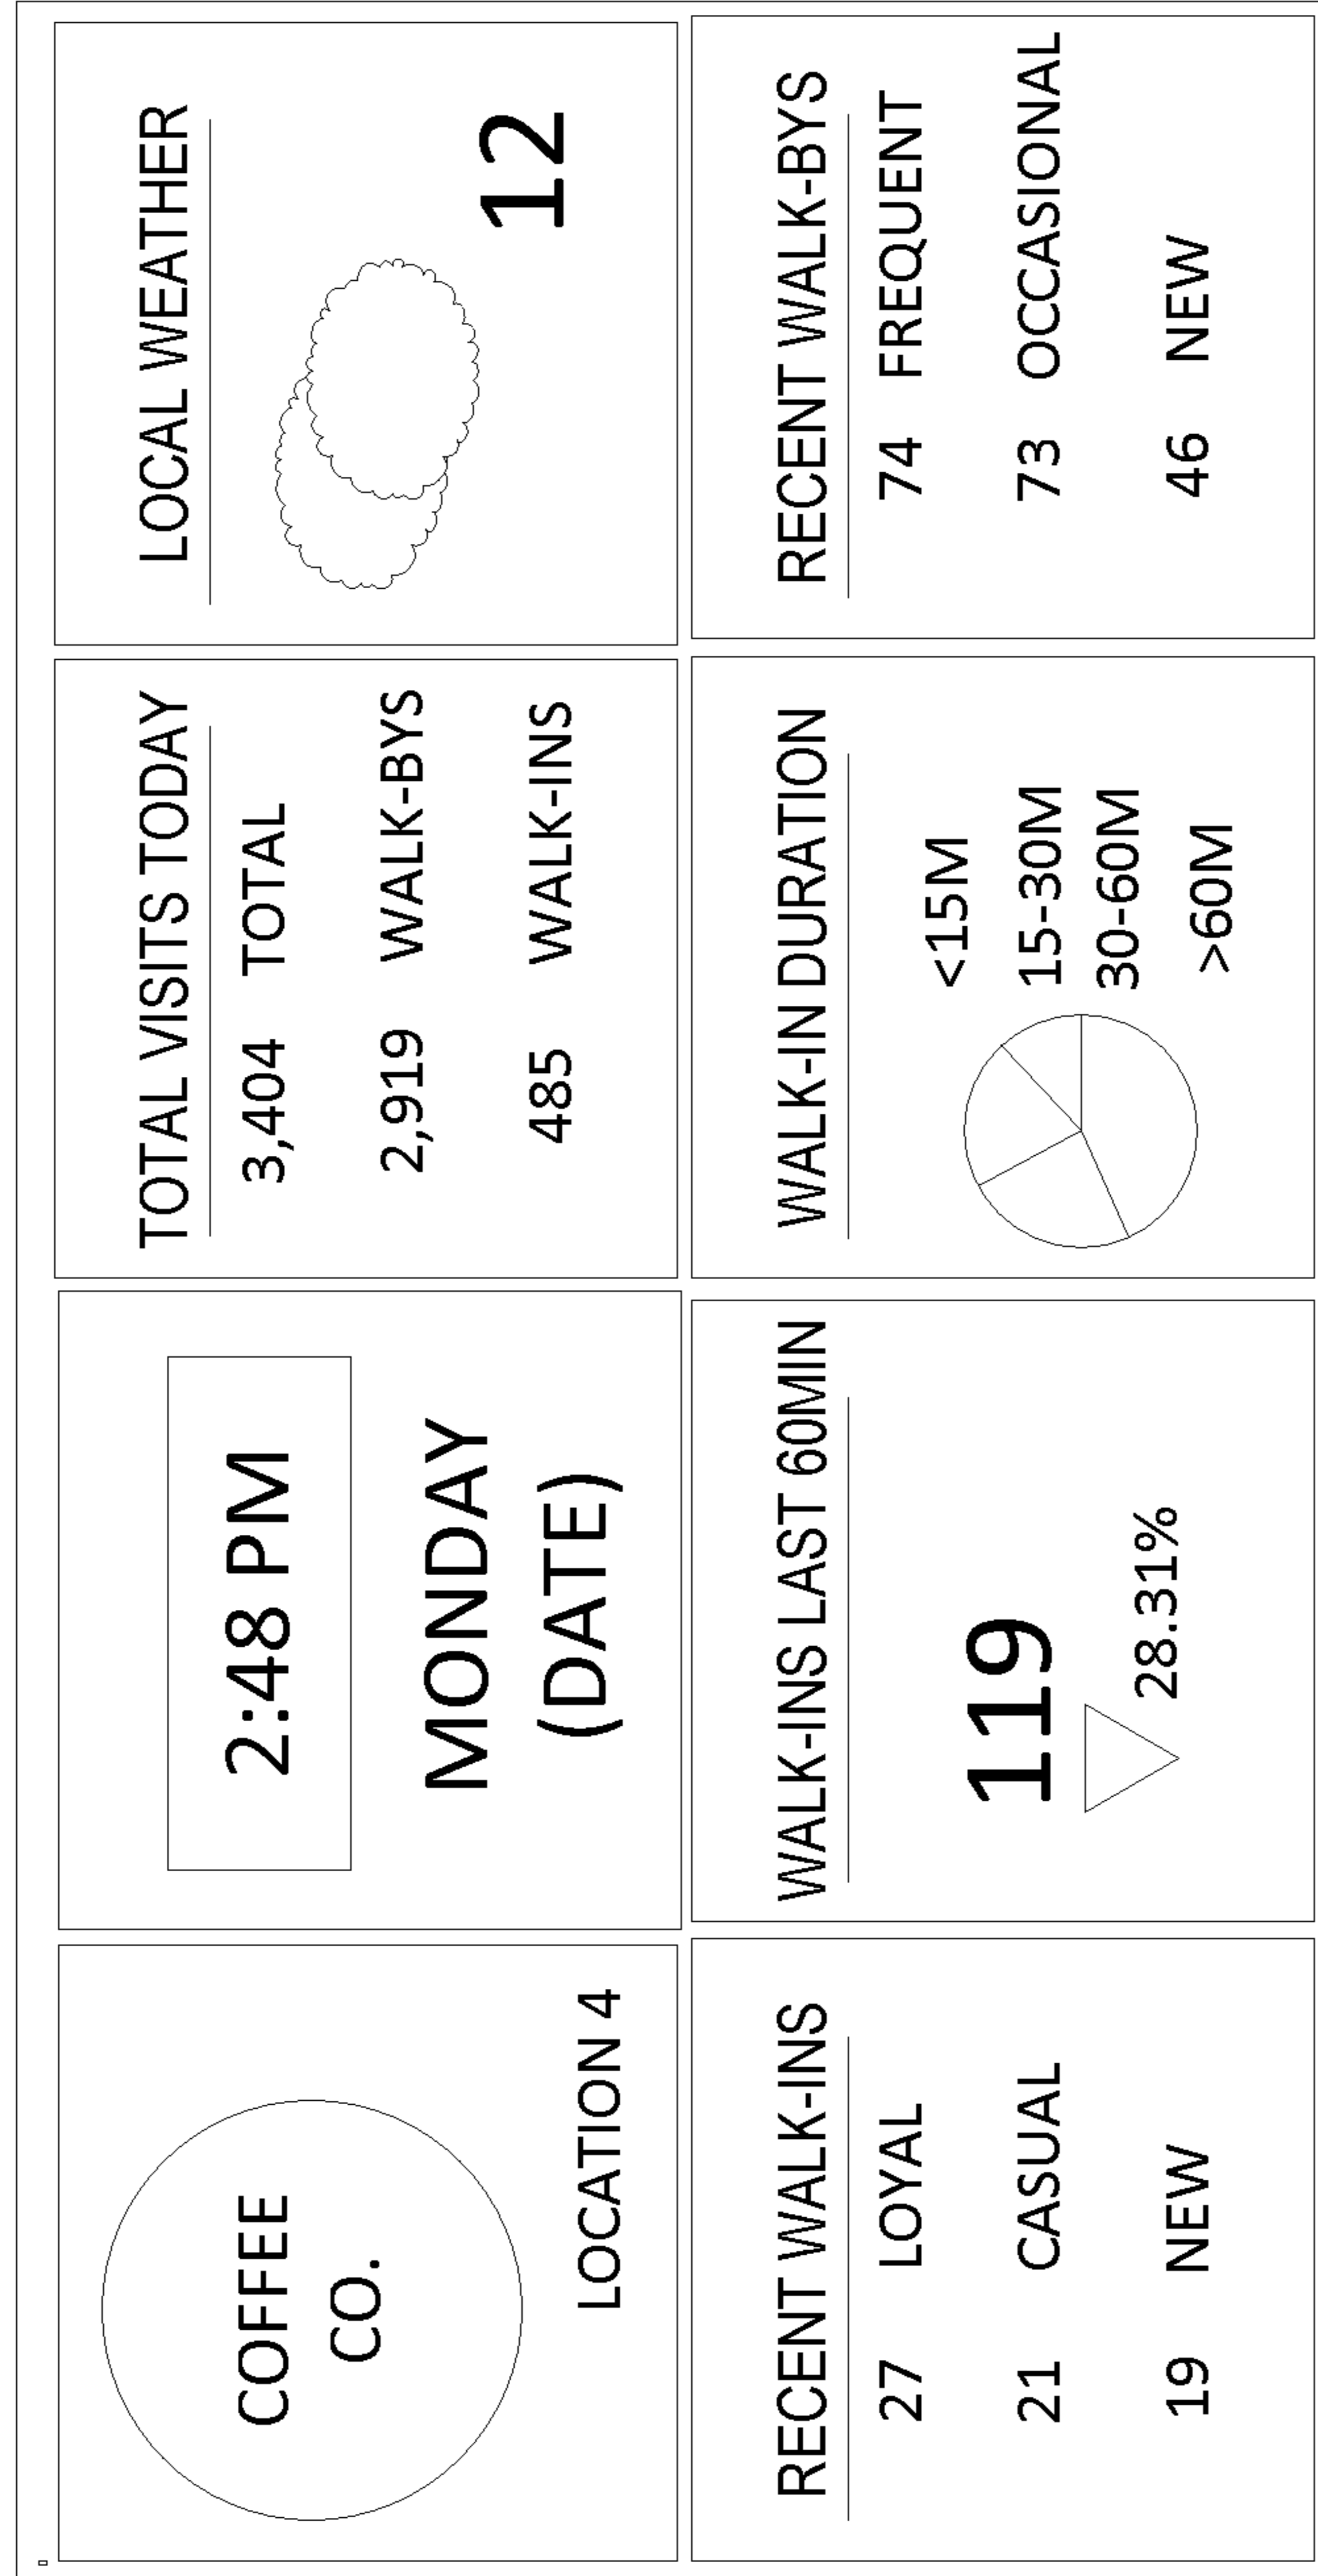 COFFEE
CO.
LOCATION 4
2:48 PM
MONDAY
(DATE)
TOTAL VISITS TODAY
3,404 TOTAL
2,919 WALK-BYS
485 WALK-INS
LOCAL WEATHER
12
RECENT WALK-INS
27 LOYAL
21 CASUAL
19 NEW
WALK-INS LAST 60MIN
119
28.31%
WALK-IN DURATION
<15M
15-30M
30-60M
>60M
RECENT WALK-BYS
74 FREQUENT
73 OCCASIONAL
46 NEW